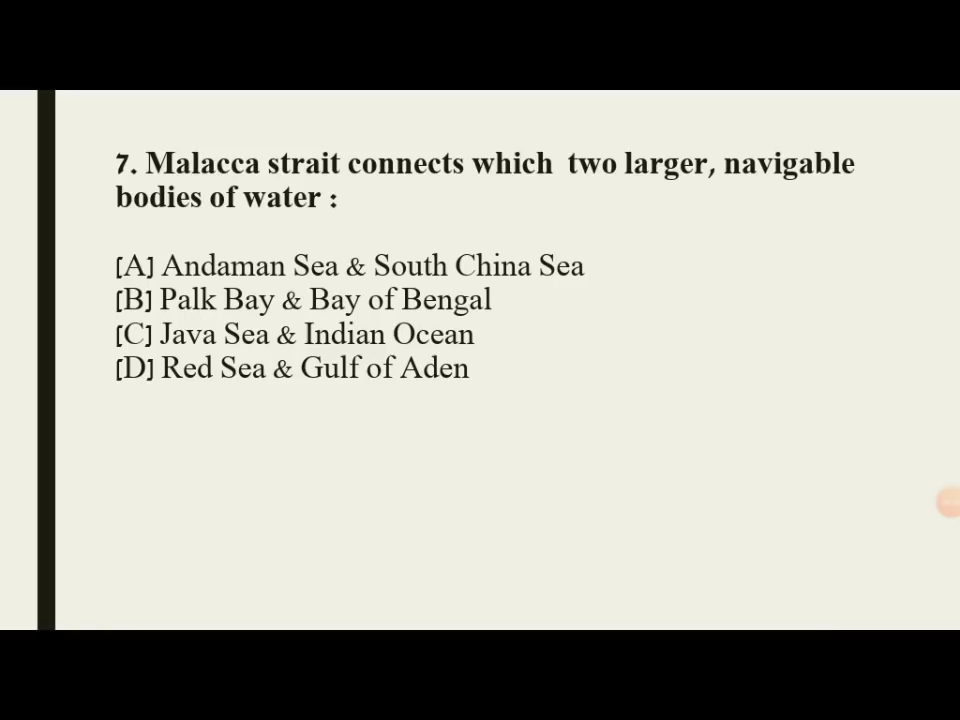 7. Malacca strait connects which two larger, navigable
bodies of water :
[A] Andaman Sea & South China Sea
[B] Palk Bay & Bay of Bengal
[C] Java Sea & Indian Ocean
[D] Red Sea & Gulf of Aden